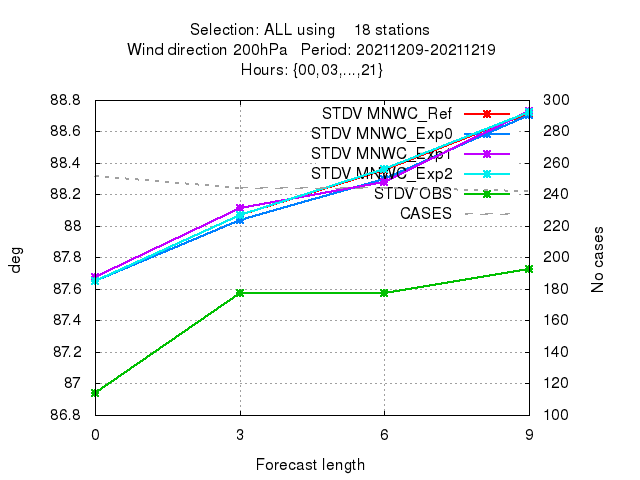 Selection: ALL using    18 stations
Wind direction 200hPa   Period: 20211209-20211219
Hours: {00,03,...,21}
STDV MNWC_Ref
STDV MNWC_Exp0
STDV MNWC_Exp1
STDV MNWC_Exp2
STDV OBS
CASES
88.8
88.6
88.4
88.2
88
87.8
87.6
87.4
87.2
87
86.8
300
280
260
240
220
200
180
160
140
120
100
deg
No cases
0 3 6 9
Forecast length